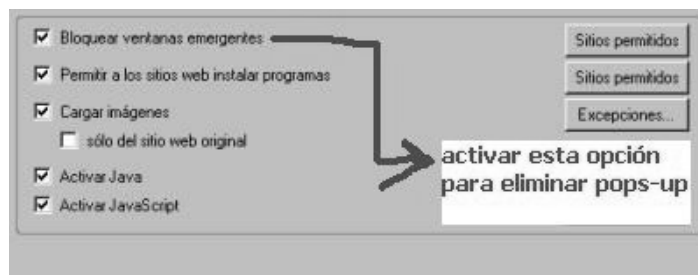 Bloquear ventanas emergentes
Sitios permitidos
Permitir a los sitios web instalar programas
Sitios permitidos
Cargar imágenes
Excepciones...
sólo del sitio web original
activar esta opción
para eliminar pops-up
Activar Java
Activar JavaScript